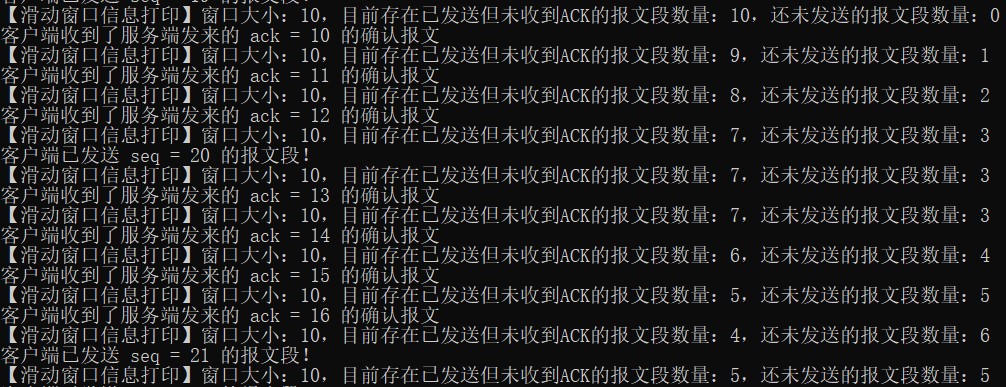 【滑动窗口信息打印】窗口大小：10，目前存在已发送但未收到ACK的报文段数量：10，还未发送的报文段数量：0
客户端收到了服务端发来的 ack = 10 的确认报文
【滑动窗口信息打印】窗口大小：10，目前存在已发送但未收到ACK的报文段数量：9，还未发送的报文段数量：1
客户端收到了服务端发来的 ack = 11 的确认报文
【滑动窗口信息打印】窗口大小：10，目前存在已发送但未收到ACK的报文段数量：8，还未发送的报文段数量：2
客户端收到了服务端发来的 ack = 12 的确认报文
【滑动窗口信息打印】窗口大小：10，目前存在已发送但未收到ACK的报文段数量：7，还未发送的报文段数量：3
客户端已发送 seq = 20 的报文段！
【滑动窗口信息打印】窗口大小：10，目前存在已发送但未收到ACK的报文段数量：7，还未发送的报文段数量：3
客户端收到了服务端发来的 ack = 13 的确认报文
【滑动窗口信息打印】窗口大小：10，目前存在已发送但未收到ACK的报文段数量：7，还未发送的报文段数量：3
客户端收到了服务端发来的 ack = 14 的确认报文
【滑动窗口信息打印】窗口大小：10，目前存在已发送但未收到ACK的报文段数量：6，还未发送的报文段数量：4
客户端收到了服务端发来的 ack = 15 的确认报文
【滑动窗口信息打印】窗口大小：10，目前存在已发送但未收到ACK的报文段数量：5，还未发送的报文段数量：5
客户端收到了服务端发来的 ack = 16 的确认报文
【滑动窗口信息打印】窗口大小：10，目前存在已发送但未收到ACK的报文段数量：4，还未发送的报文段数量：6
客户端已发送 seq = 21 的报文段！
【滑动窗口信息打印】窗口大小：10，目前存在已发送但未收到ACK的报文段数量：5，还未发送的报文段数量：5